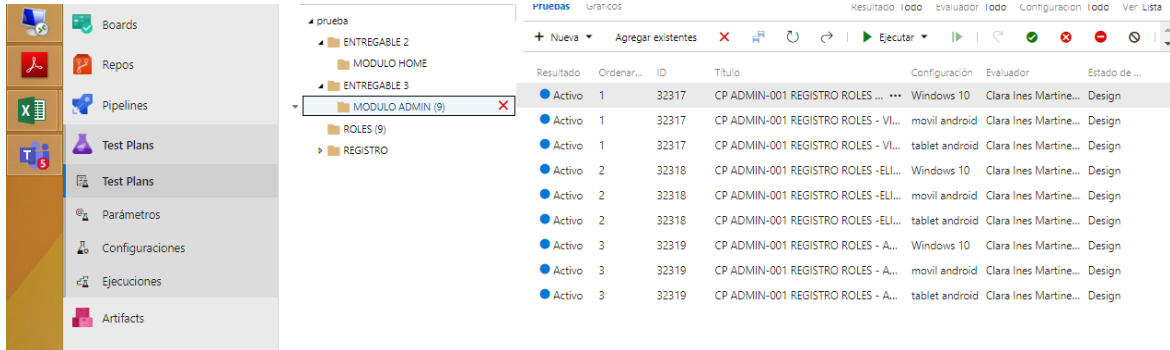 Boards
Repos
Pipelines
Test Plans
Test Plans
Parámetros
Configuraciones
Ejecuciones
Artifacts
5
prueba
ENTREGABLE 2
MODULO HOME
ENTREGABLE 3
MODULO ADMIN (9)
ROLES (9)
REGISTRO
Pruebas Gráficos Resultado Todo Evaluador Todo Configuración Todo Ver Lista
Nueva Agregar existentes Ejecutar
Resultado Ordenar... ID Título Configuración Evaluador Estado de ...
Activo 1 32317 CP ADMIN-001 REGISTRO ROLES ... Windows 10 Clara Ines Martine... Design
Activo 1 32317 CP ADMIN-001 REGISTRO ROLES - VI... movil android Clara Ines Martine... Design
Activo 1 32317 CP ADMIN-001 REGISTRO ROLES - VI... tablet android Clara Ines Martine... Design
Activo 2 32318 CP ADMIN-001 REGISTRO ROLES -ELI... Windows 10 Clara Ines Martine... Design
Activo 2 32318 CP ADMIN-001 REGISTRO ROLES -ELI... movil android Clara Ines Martine... Design
Activo 2 32318 CP ADMIN-001 REGISTRO ROLES -ELI... tablet android Clara Ines Martine... Design
Activo 3 32319 CP ADMIN-001 REGISTRO ROLES - A... Windows 10 Clara Ines Martine... Design
Activo 3 32319 CP ADMIN-001 REGISTRO ROLES - A... movil android Clara Ines Martine... Design
Activo 3 32319 CP ADMIN-001 REGISTRO ROLES - A... tablet android Clara Ines Martine... Design